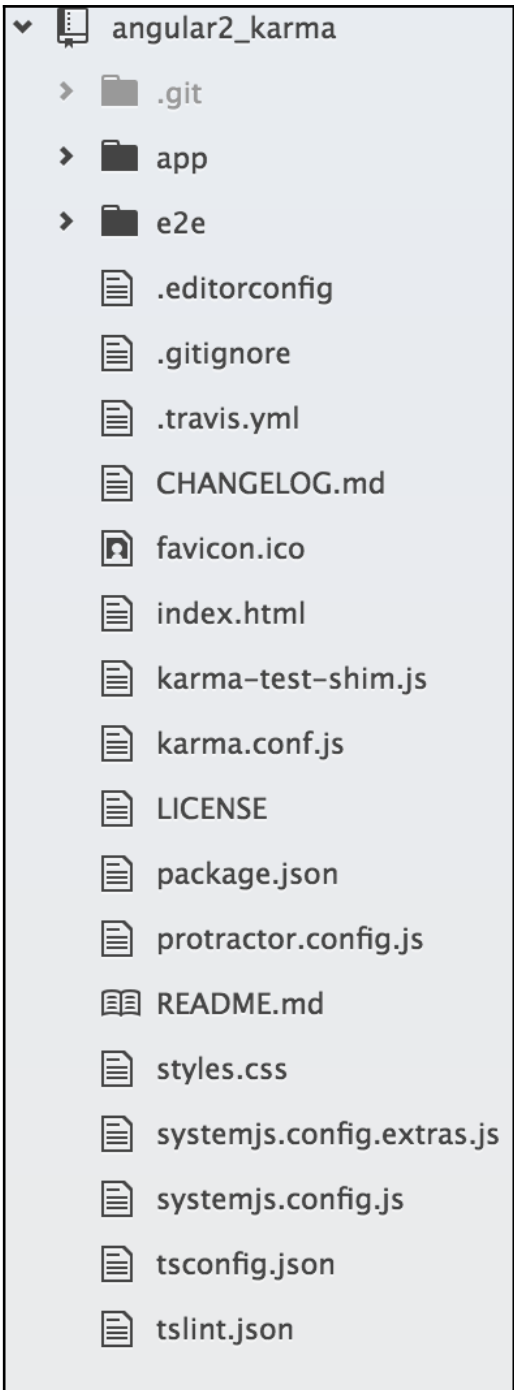 angular2_karma
.git
app
e2e
.editorconfig
.gitignore
.travis.yml
CHANGELOG.md
favicon.ico
index.html
karma-test-shim.js
karma.conf.js
LICENSE
package.json
protractor.config.js
README.md
styles.css
systemjs.config.extras.js
systemjs.config.js
tsconfig.json
tslint.json